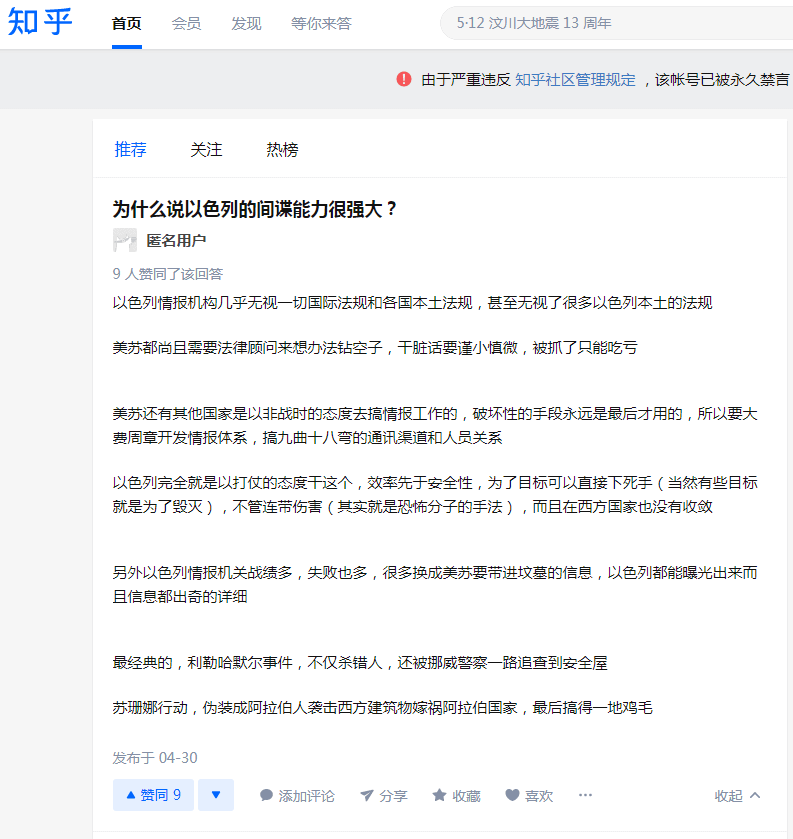 知乎 首页 会员 发现 等你来答 5·12 汶川大地震 13 周年
由于严重违反 知乎社区管理规定 ，该帐号已被永久禁言
推荐 关注 热榜
为什么说以色列的间谍能力很强大？
匿名用户
9 人赞同了该回答
以色列情报机构几乎无视一切国际法规和各国本土法规，甚至无视了很多以色列本土的法规
美苏都尚且需要法律顾问来想办法钻空子，干脏话要谨小慎微，被抓了只能吃亏
美苏还有其他国家是以非战时的态度去搞情报工作的，破坏性的手段永远是最后才用的，所以要大
费周章开发情报体系，搞九曲十八弯的通讯渠道和人员关系
以色列完全就是以打仗的态度干这个，效率先于安全性，为了目标可以直接下死手（当然有些目标
就是为了毁灭），不管连带伤害（其实就是恐怖分子的手法），而且在西方国家也没有收敛
另外以色列情报机关战绩多，失败也多，很多换成美苏要带进坟墓的信息，以色列都能曝光出来而
且信息都出奇的详细
最经典的，利勒哈默尔事件，不仅杀错人，还被挪威警察一路追查到安全屋
苏珊娜行动，伪装成阿拉伯人袭击西方建筑物嫁祸阿拉伯国家，最后搞得一地鸡毛
发布于 04-30
赞同 9 添加评论 分享 收藏 喜欢 ··· 收起